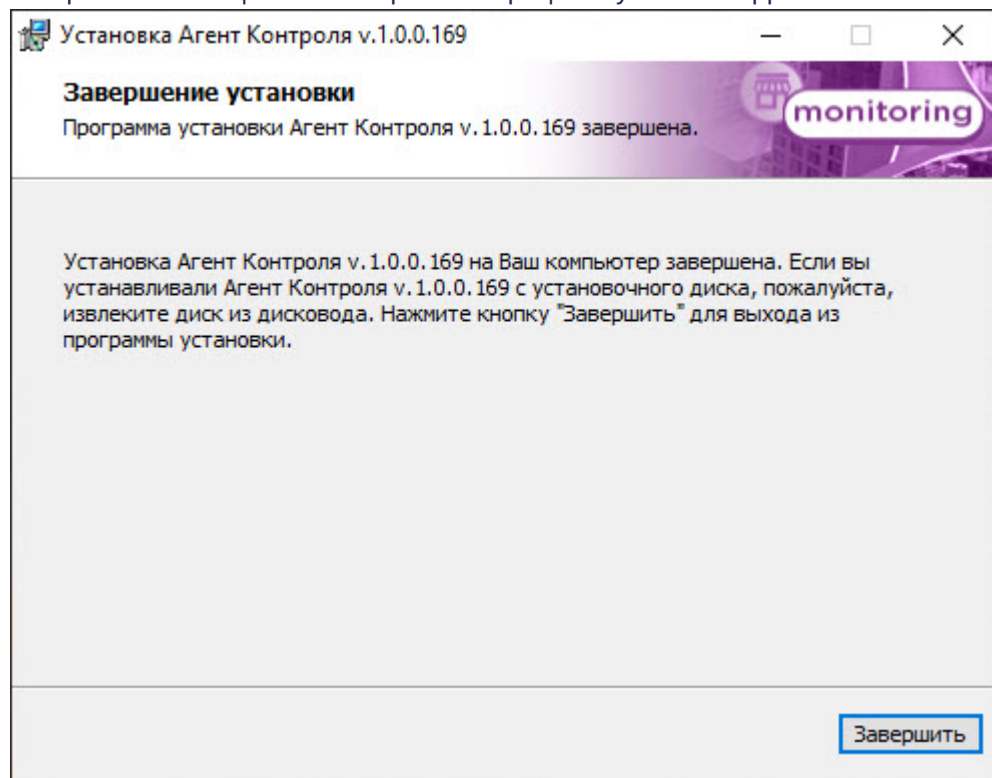 Установка Агент Контроля v.1.0.0.169
Завершение установки
Программа установки Агент Контроля v.1.0.0.169 завершена.
monitoring
Установка Агент Контроля v.1.0.0.169 на Ваш компьютер завершена. Если вы
устанавливали Агент Контроля v.1.0.0.169 с установочного диска, пожалуйста,
извлеките диск из дисковода. Нажмите кнопку "Завершить" для выхода из
программы установки.
Завершить